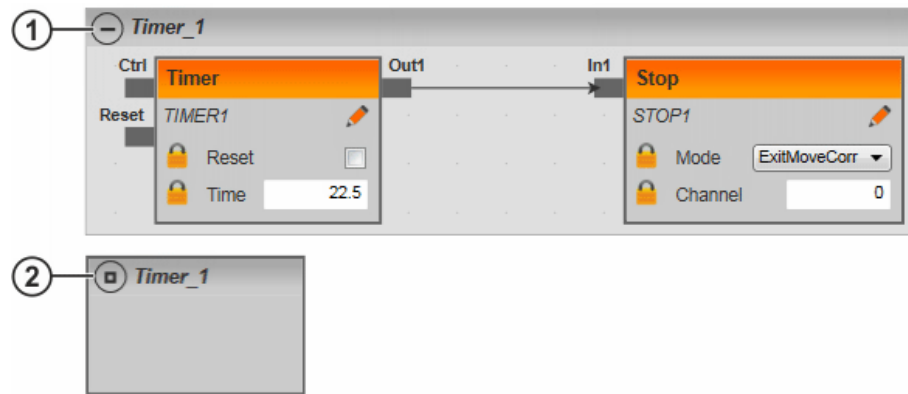 1
Timer_1
Ctrl
Timer
Out1
In1
Stop
Reset
TIMER1
STOP1
Reset
Mode
ExitMoveCorr
Time
22.5
Channel
0
2
Timer_1